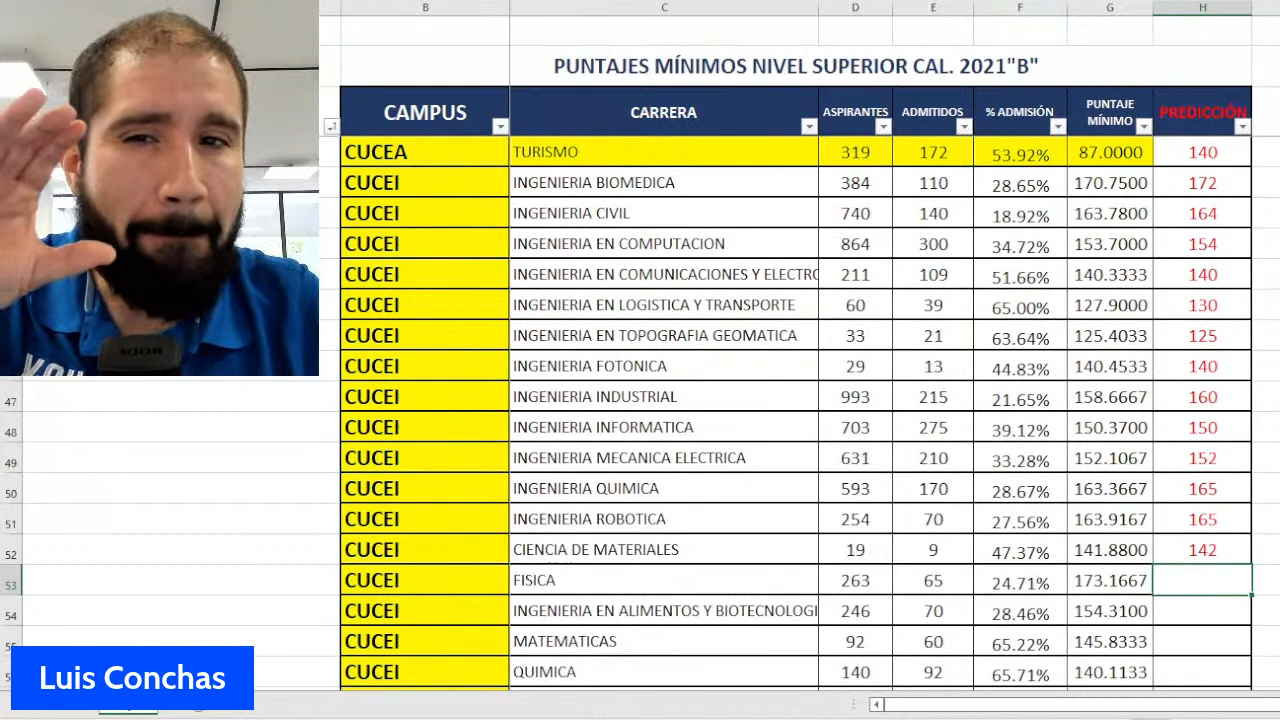 B C D E F G H
PUNTAJES MÍNIMOS NIVEL SUPERIOR CAL. 2021"B"
CAMPUS CARRERA ASPIRANTES ADMITIDOS % ADMISIÓN PUNTAJE MÍNIMO PREDICCIÓN
CUCEA TURISMO 319 172 53.92% 87.0000 140
CUCEI INGENIERIA BIOMEDICA 384 110 28.65% 170.7500 172
CUCEI INGENIERIA CIVIL 740 140 18.92% 163.7800 164
CUCEI INGENIERIA EN COMPUTACION 864 300 34.72% 153.7000 154
CUCEI INGENIERIA EN COMUNICACIONES Y ELECTRO 211 109 51.66% 140.3333 140
CUCEI INGENIERIA EN LOGISTICA Y TRANSPORTE 60 39 65.00% 127.9000 130
CUCEI INGENIERIA EN TOPOGRAFIA GEOMATICA 33 21 63.64% 125.4033 125
CUCEI INGENIERIA FOTONICA 29 13 44.83% 140.4533 140
47 CUCEI INGENIERIA INDUSTRIAL 993 215 21.65% 158.6667 160
48 CUCEI INGENIERIA INFORMATICA 703 275 39.12% 150.3700 150
49 CUCEI INGENIERIA MECANICA ELECTRICA 631 210 33.28% 152.1067 152
50 CUCEI INGENIERIA QUIMICA 593 170 28.67% 163.3667 165
51 CUCEI INGENIERIA ROBOTICA 254 70 27.56% 163.9167 165
52 CUCEI CIENCIA DE MATERIALES 19 9 47.37% 141.8800 142
53 CUCEI FISICA 263 65 24.71% 173.1667
54 CUCEI INGENIERIA EN ALIMENTOS Y BIOTECNOLOGI 246 70 28.46% 154.3100
CUCEI MATEMATICAS 92 60 65.22% 145.8333
CUCEI QUIMICA 140 92 65.71% 140.1133
Luis Conchas